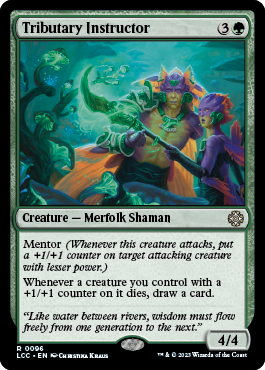 Tributary Instructor 3
Creature — Merfolk Shaman
Mentor (Whenever this creature attacks, put
a +1/+1 counter on target attacking creature
with lesser power.)
Whenever a creature you control with a
+1/+1 counter on it dies, draw a card.
“Like water between rivers, wisdom must flow
freely from one generation to the next.”
4/4
R 0096
LCC • EN Christina Kraus
™ & © 2023 Wizards of the Coast